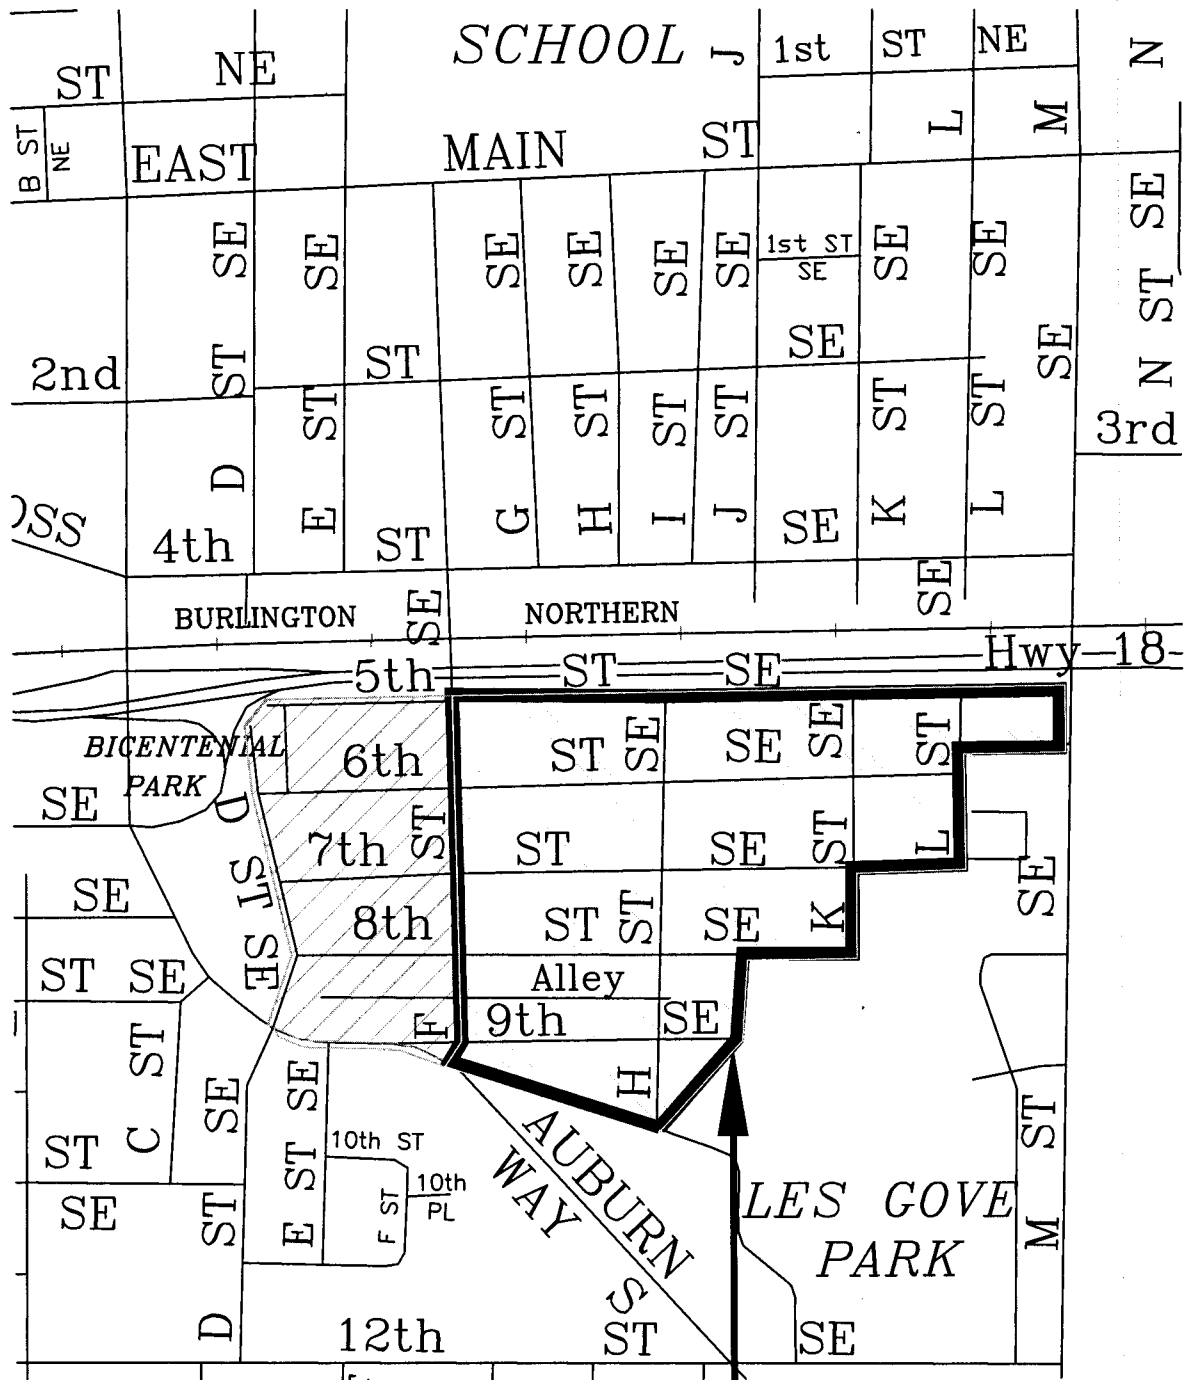 SCHOOL
J
1st
ST
NE
N
ST
NE
B ST
NE
EAST
MAIN
ST
L
M
SE
SE
SE
SE
SE
SE
1st ST
SE
SE
SE
SE
N ST SE
2nd
ST
ST
SE
ST
ST
ST
ST
ST
ST
ST
SE
N
3rd
D
E
G
H
I
J
K
L
4th
ST
SE
SE
SE
BURLINGTON
NORTHERN
5th
ST
SE
Hwy 18
BICENTENIAL
PARK
6th
ST
SE
SE
SE
ST
SE
D ST SE
7th
ST
ST
SE
ST
L
SE
SE
8th
ST
ST
SE
K
ST
SE
Alley
F
9th
SE
H
C ST
SE
SE
ST
ST
SE
10th ST
10th
PL
F ST
E
AUBURN
WAY
S
ST
D
LES GOVE
PARK
M ST
12th
ST
SE